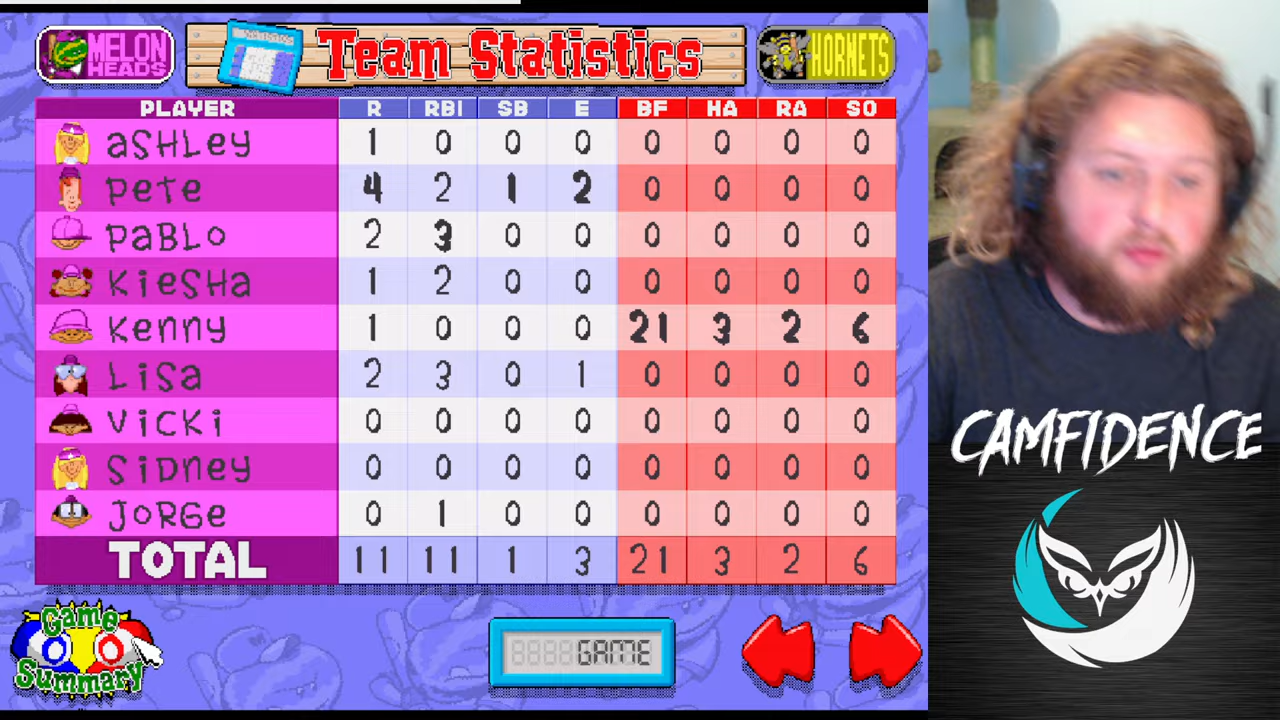 MELON HEADS
Team Statistics
HORNETS
PLAYER R RBI SB E BF HA RA SO
ASHLEY 1 0 0 0 0 0 0 0
PETE 4 2 1 2 0 0 0 0
PABLO 2 3 0 0 0 0 0 0
KIESHA 1 2 0 0 0 0 0 0
KENNY 1 0 0 0 21 3 2 6
LISA 2 3 0 1 0 0 0 0
VICKI 0 0 0 0 0 0 0 0
SIDNEY 0 0 0 0 0 0 0 0
JORGE 0 1 0 0 0 0 0 0
TOTAL 11 11 1 3 21 3 2 6
Game Summary
GAME
CAMFIDENCE